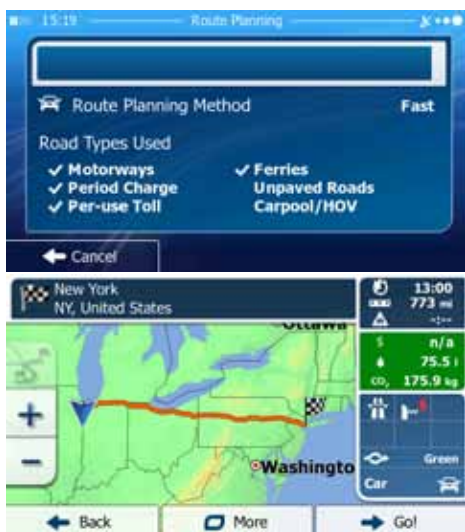 15:19 Route Planning
Route Planning Method Fast
Road Types Used
Motorways Ferries
Period Charge Unpaved Roads
Per-use Toll Carpool/HOV
Cancel
New York
NY, United States
13:00
773 mi
-:--
Ottawa
$ n/a
75.5 l
CO₂ 175.9 kg
Washingto
Green
Car
Back More Go!